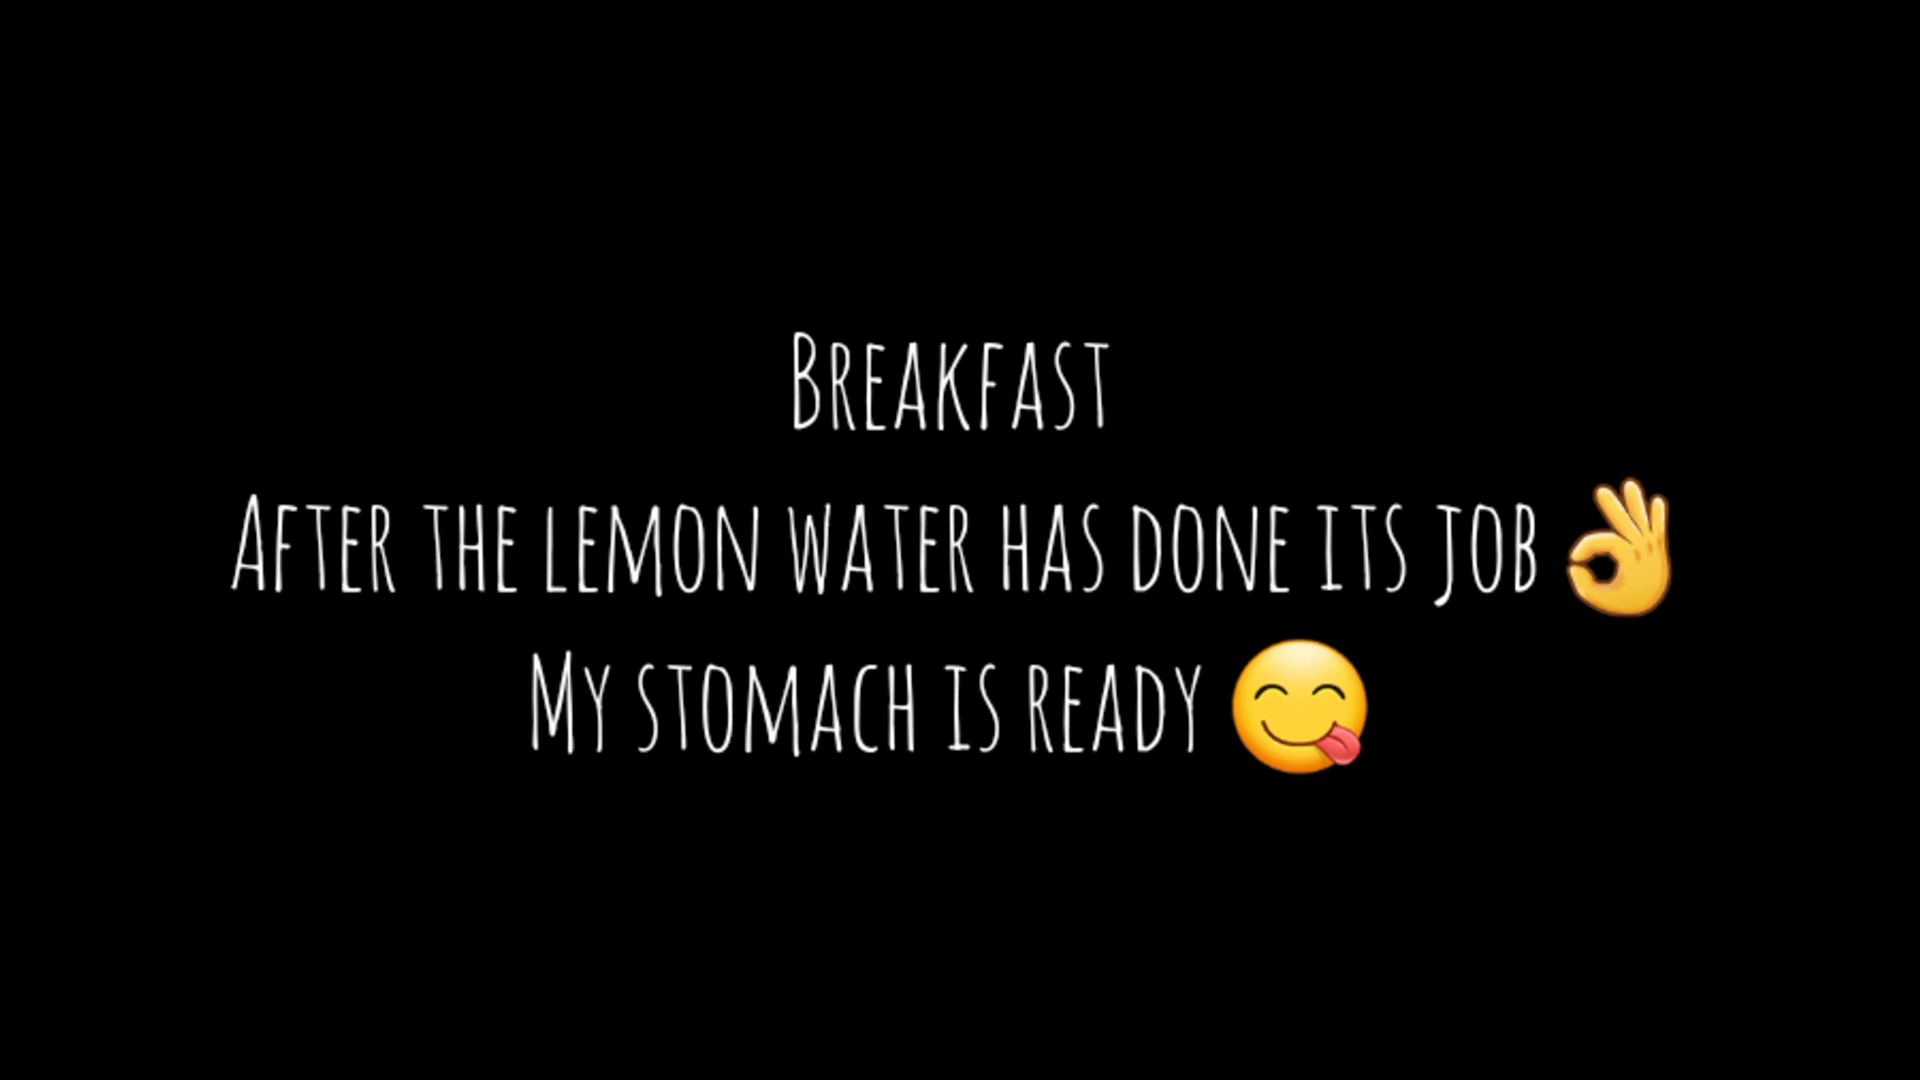 Breakfast
After the lemon water has done its job 👌
My stomach is ready 😋